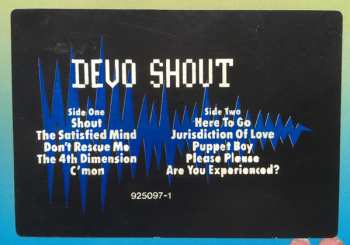 DEVO SHOUT
Side One
Shout
The Satisfied Mind
Don't Rescue Me
The 4th Dimension
C'mon
Side Two
Here To Go
Jurisdiction Of Love
Puppet Boy
Please Please
Are You Experienced?
925097-1